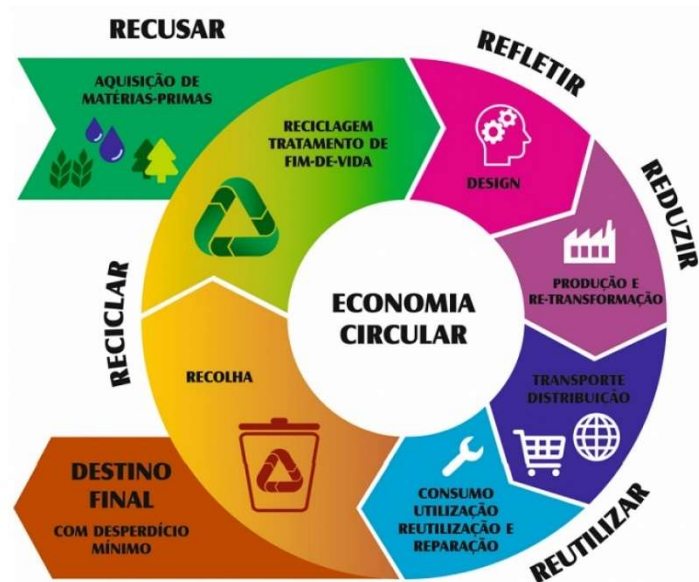 RECUSAR
AQUISIÇÃO DE
MATÉRIAS-PRIMAS
RECICLAGEM
TRATAMENTO DE
FIM-DE-VIDA
REFLETIR
DESIGN
REDUZIR
PRODUÇÃO E
RE-TRANSFORMAÇÃO
ECONOMIA
CIRCULAR
TRANSPORTE
DISTRIBUIÇÃO
REUTILIZAR
CONSUMO
UTILIZAÇÃO
REUTILIZAÇÃO E
REPARAÇÃO
RECICLAR
RECOLHA
DESTINO
FINAL
COM DESPERDÍCIO
MÍNIMO